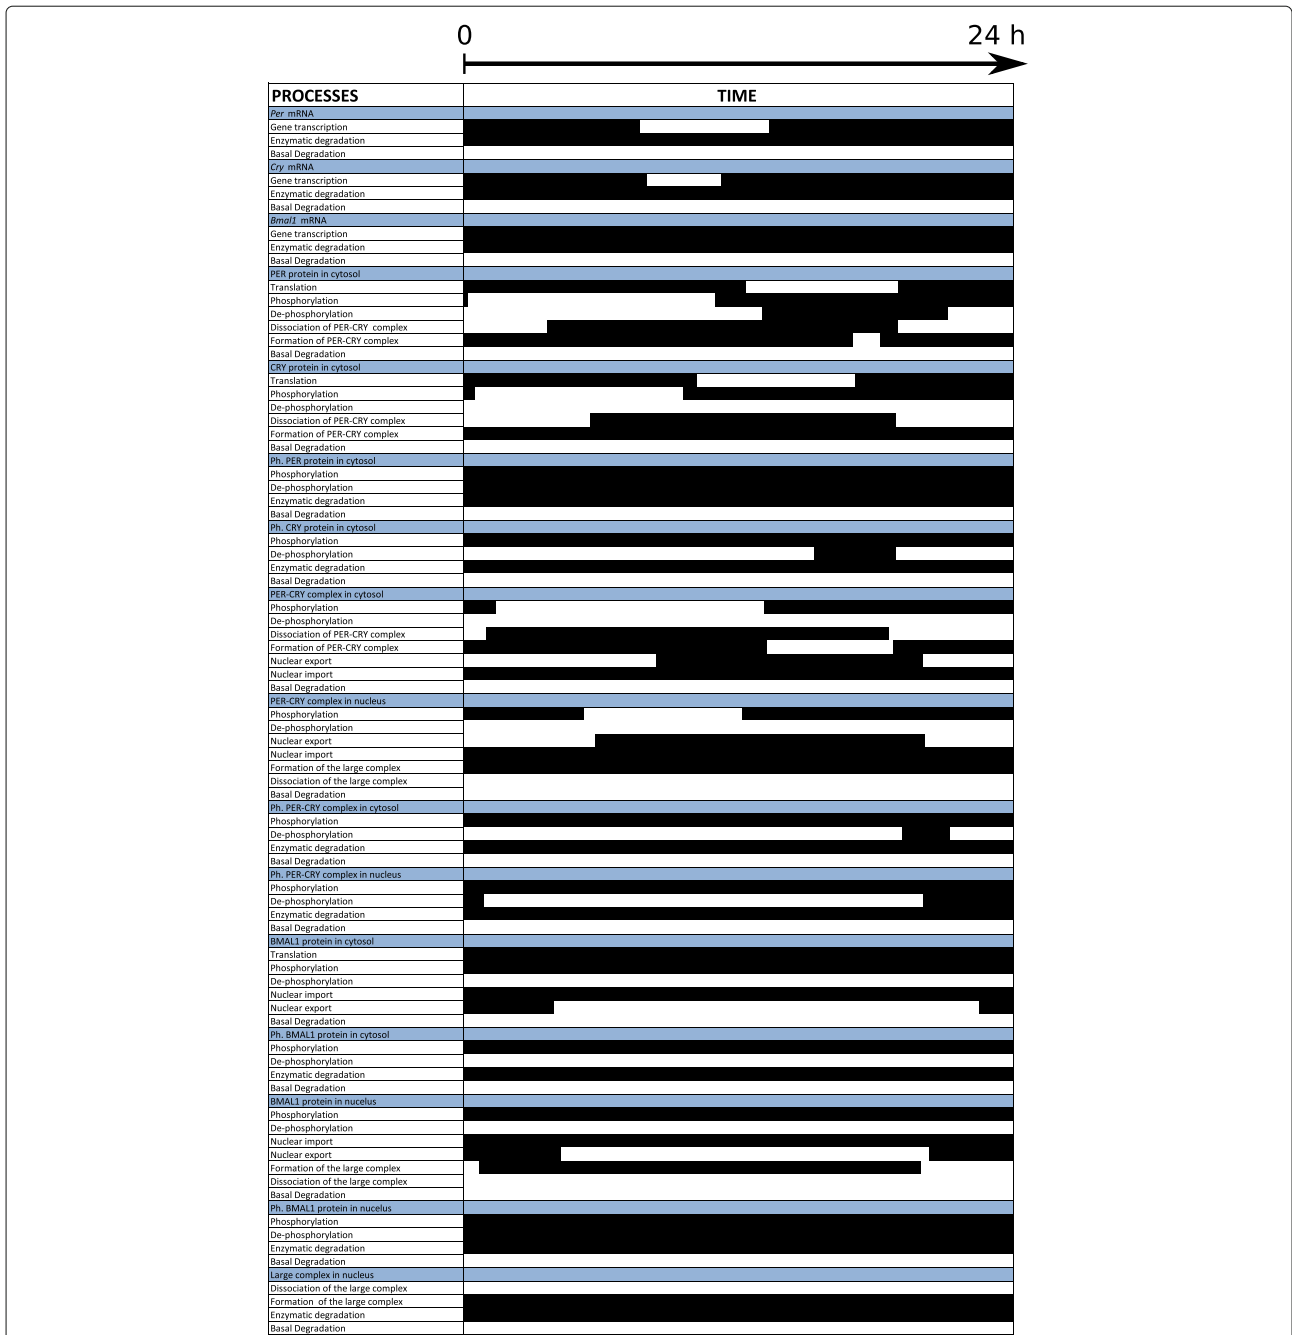 0 24 h
PROCESSES TIME
Per mRNA
Gene transcription
Enzymatic degradation
Basal Degradation
Cry mRNA
Gene transcription
Enzymatic degradation
Basal Degradation
Bmal1 mRNA
Gene transcription
Enzymatic degradation
Basal Degradation
PER protein in cytosol
Translation
Phosphorylation
De-phosphorylation
Dissociation of PER-CRY complex
Formation of PER-CRY complex
Basal Degradation
CRY protein in cytosol
Translation
Phosphorylation
De-phosphorylation
Dissociation of PER-CRY complex
Formation of PER-CRY complex
Basal Degradation
Ph. PER protein in cytosol
Phosphorylation
De-phosphorylation
Enzymatic degradation
Basal Degradation
Ph. CRY protein in cytosol
Phosphorylation
De-phosphorylation
Enzymatic degradation
Basal Degradation
PER-CRY complex in cytosol
Phosphorylation
De-phosphorylation
Dissociation of PER-CRY complex
Formation of PER-CRY complex
Nuclear export
Nuclear import
Basal Degradation
PER-CRY complex in nucleus
Phosphorylation
De-phosphorylation
Nuclear export
Nuclear import
Formation of the large complex
Dissociation of the large complex
Basal Degradation
Ph. PER-CRY complex in cytosol
Phosphorylation
De-phosphorylation
Enzymatic degradation
Basal Degradation
Ph. PER-CRY complex in nucleus
Phosphorylation
De-phosphorylation
Enzymatic degradation
Basal Degradation
BMAL1 protein in cytosol
Translation
Phosphorylation
De-phosphorylation
Nuclear import
Nuclear export
Basal Degradation
Ph. BMAL1 protein in cytosol
Phosphorylation
De-phosphorylation
Enzymatic degradation
Basal Degradation
BMAL1 protein in nucelus
Phosphorylation
De-phosphorylation
Nuclear import
Nuclear export
Formation of the large complex
Dissociation of the large complex
Basal Degradation
Ph. BMAL1 protein in nucelus
Phosphorylation
De-phosphorylation
Enzymatic degradation
Basal Degradation
Large complex in nucleus
Dissociation of the large complex
Formation of the large complex
Enzymatic degradation
Basal Degradation